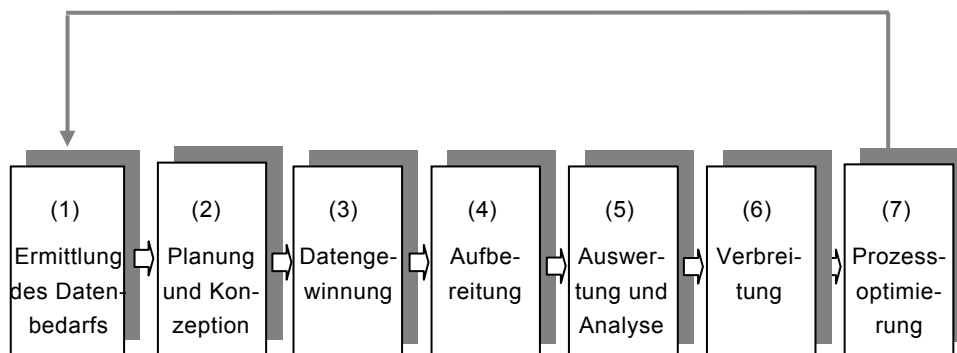 (1)
Ermittlung
des Daten-
bedarfs
(2)
Planung
und Kon-
zeption
(3)
Datenge-
winnung
(4)
Aufbe-
reitung
(5)
Auswer-
tung und
Analyse
(6)
Verbrei-
tung
(7)
Prozess-
optimie-
rung